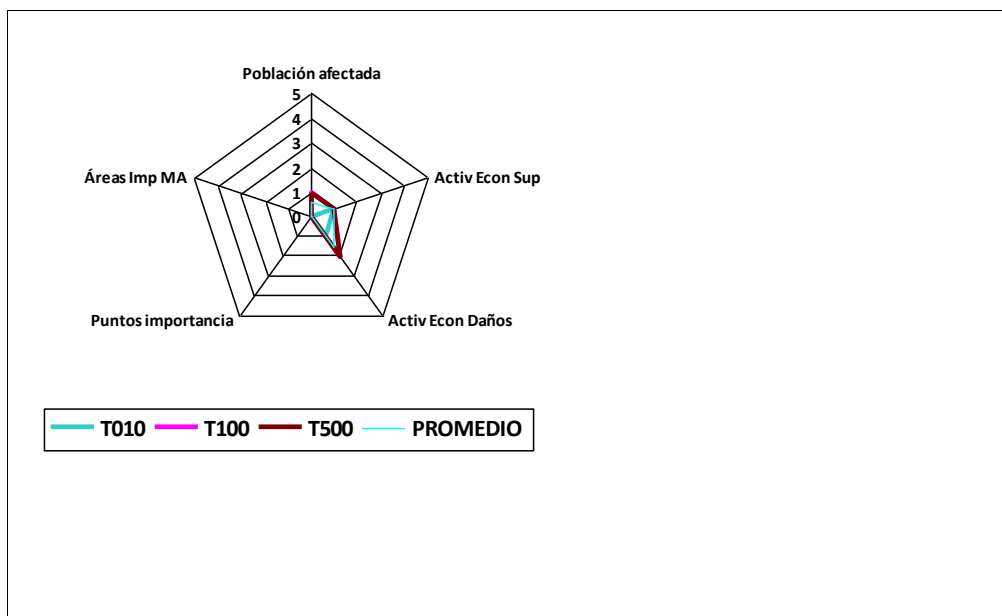 Población afectada
5
4
3
2
1
0
Áreas Imp MA
Activ Econ Sup
Puntos importancia
Activ Econ Daños
T010 T100 T500 PROMEDIO